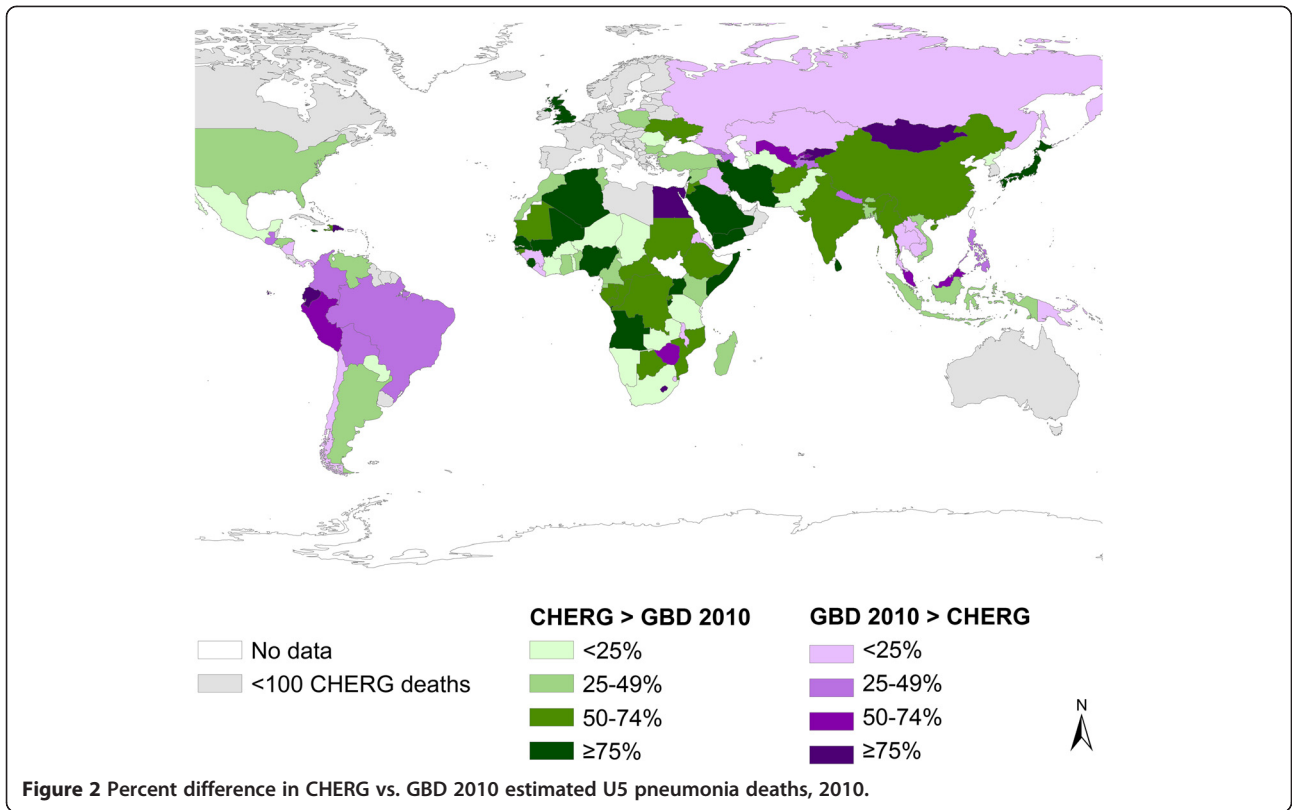 CHERG > GBD 2010
GBD 2010 > CHERG
No data
<100 CHERG deaths
<25%
25-49%
50-74%
≥75%
<25%
25-49%
50-74%
≥75%
N
Figure 2 Percent difference in CHERG vs. GBD 2010 estimated U5 pneumonia deaths, 2010.